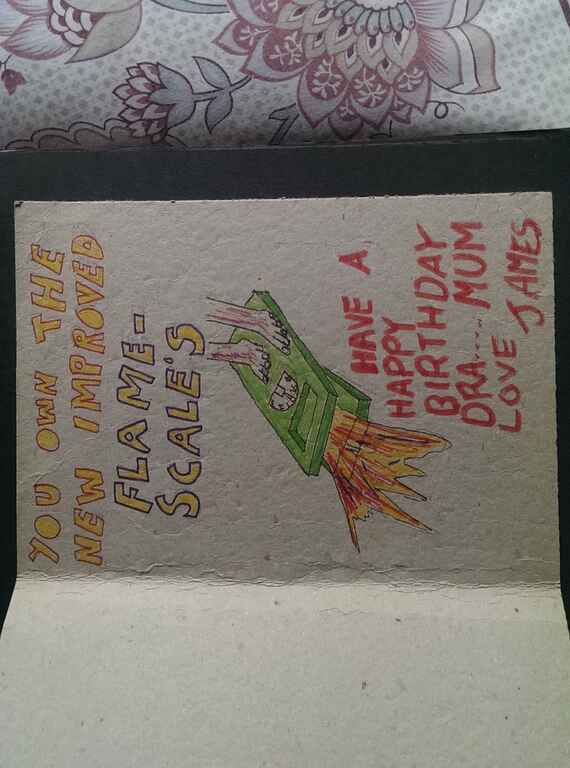 YOU OWN THE
NEW IMPROVED
FLAME-
SCALE'S
HAVE A
HAPPY
BIRTHDAY
DRA..... MUM
LOVE JAMES